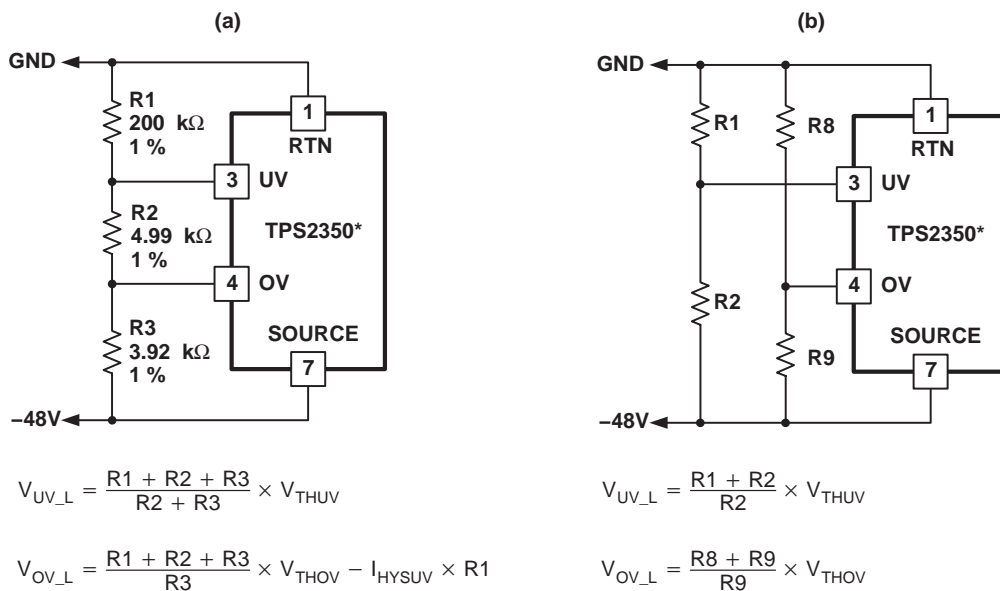 (a)
GND
R1
200 kΩ
1 %
1
RTN
3
UV
R2
4.99 kΩ
1 %
TPS2350*
4
OV
R3
3.92 kΩ
1 %
SOURCE
7
–48V
V_UV_L = (R1 + R2 + R3) / (R2 + R3) × V_THUV
V_OV_L = (R1 + R2 + R3) / R3 × V_THOV − I_HYSUV × R1
(b)
GND
R1
R8
1
RTN
3
UV
TPS2350*
4
OV
R2
R9
SOURCE
7
–48V
V_UV_L = (R1 + R2) / R2 × V_THUV
V_OV_L = (R8 + R9) / R9 × V_THOV